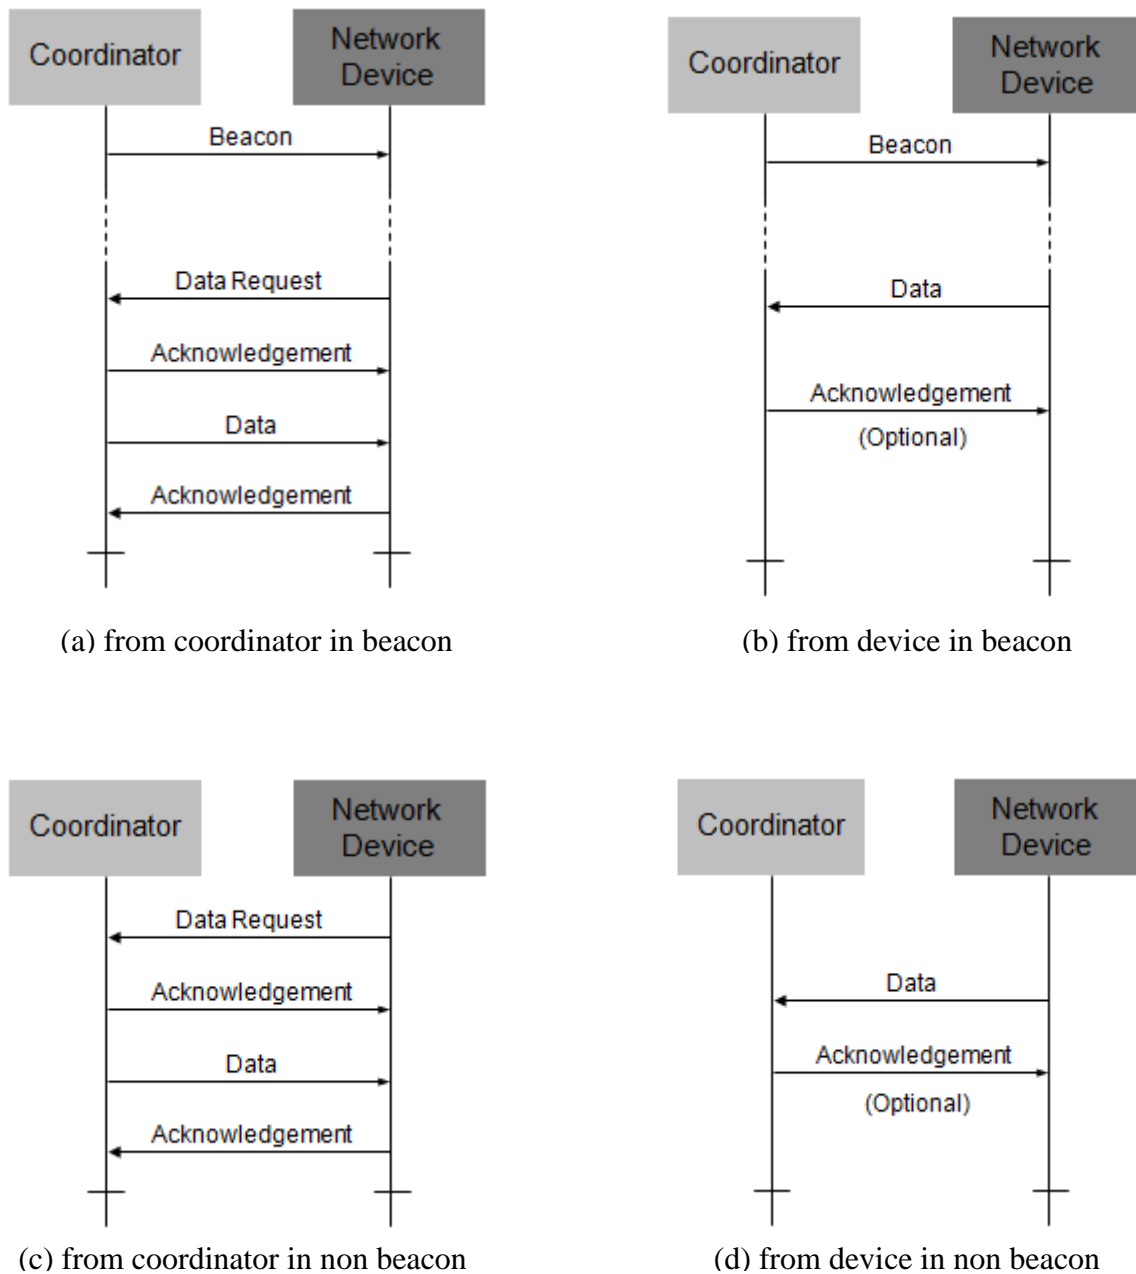 Coordinator
Network
Device
Beacon
Data Request
Acknowledgement
Data
Acknowledgement
(a) from coordinator in beacon
Coordinator
Network
Device
Beacon
Data
Acknowledgement
(Optional)
(b) from device in beacon
Coordinator
Network
Device
Data Request
Acknowledgement
Data
Acknowledgement
(c) from coordinator in non beacon
Coordinator
Network
Device
Data
Acknowledgement
(Optional)
(d) from device in non beacon